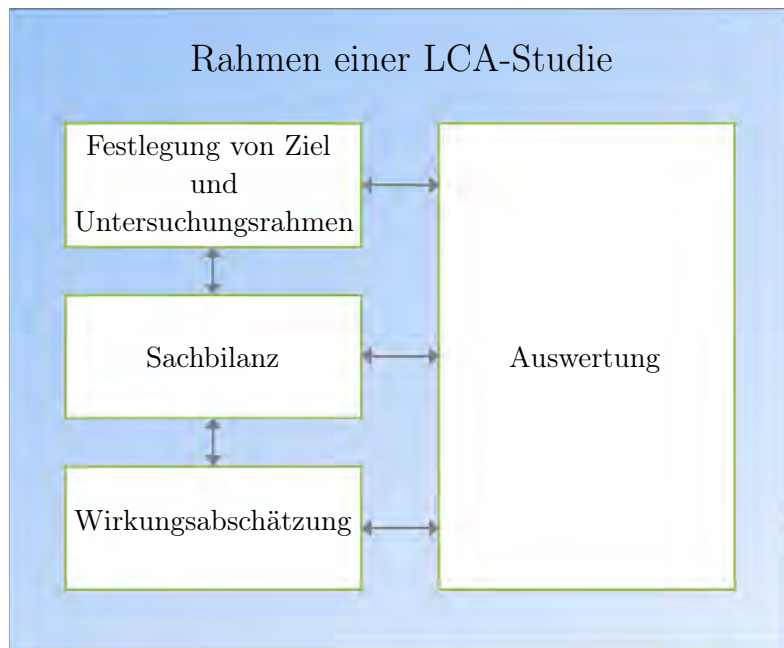 Rahmen einer LCA-Studie
Festlegung von Ziel
und
Untersuchungsrahmen
Sachbilanz
Auswertung
Wirkungsabschätzung